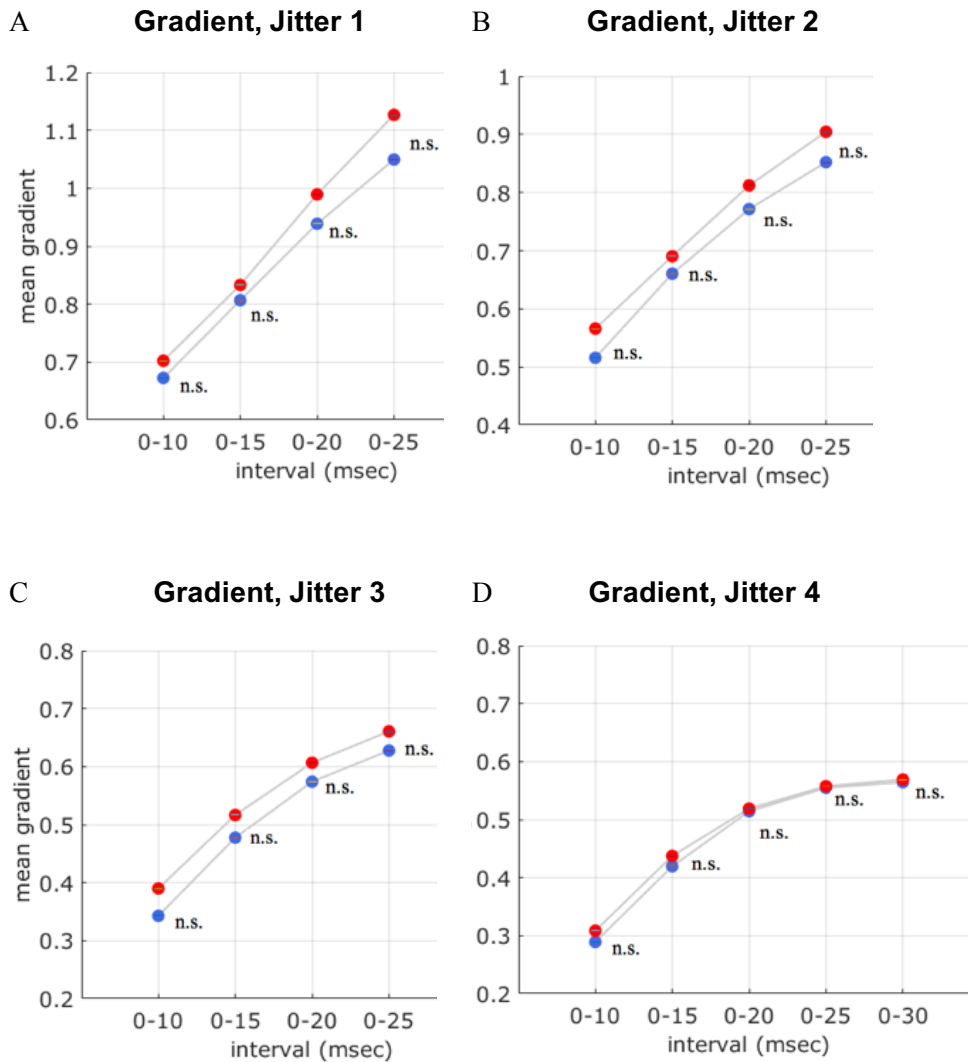 A Gradient, Jitter 1
1.2
1.1
1
0.9
0.8
0.7
0.6
mean gradient
n.s.
n.s.
n.s.
n.s.
0-10 0-15 0-20 0-25
interval (msec)
B Gradient, Jitter 2
1
0.9
0.8
0.7
0.6
0.5
0.4
n.s.
n.s.
n.s.
n.s.
0-10 0-15 0-20 0-25
interval (msec)
C Gradient, Jitter 3
0.8
0.7
0.6
0.5
0.4
0.3
0.2
mean gradient
n.s.
n.s.
n.s.
n.s.
0-10 0-15 0-20 0-25
interval (msec)
D Gradient, Jitter 4
0.8
0.7
0.6
0.5
0.4
0.3
0.2
n.s.
n.s.
n.s.
n.s.
n.s.
0-10 0-15 0-20 0-25 0-30
interval (msec)